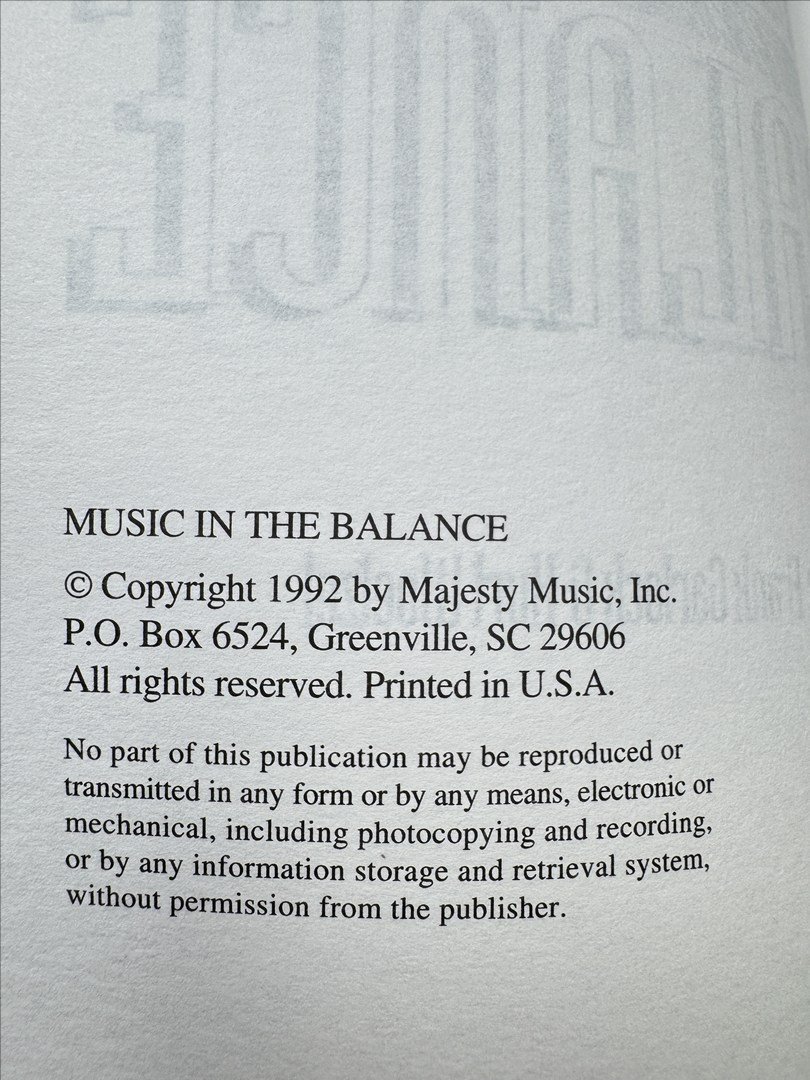 MUSIC IN THE BALANCE
© Copyright 1992 by Majesty Music, Inc.
P.O. Box 6524, Greenville, SC 29606
All rights reserved. Printed in U.S.A.
No part of this publication may be reproduced or
transmitted in any form or by any means, electronic or
mechanical, including photocopying and recording,
or by any information storage and retrieval system,
without permission from the publisher.